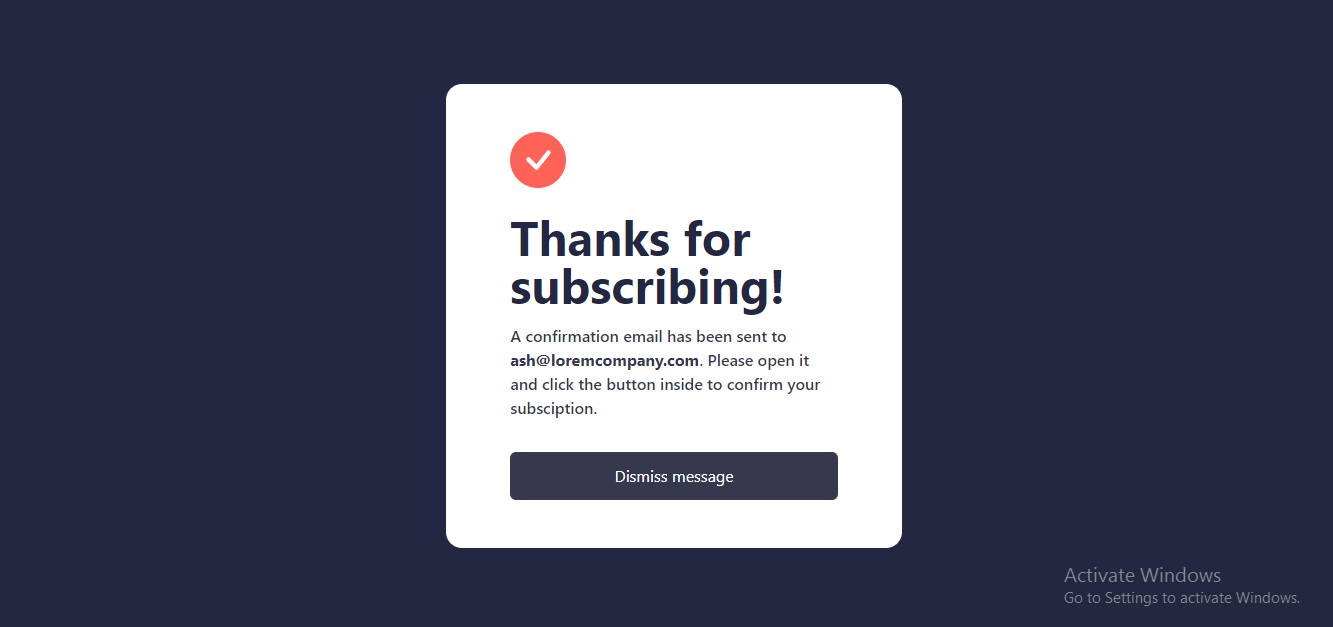 Thanks for
subscribing!
A confirmation email has been sent to
ash@loremcompany.com. Please open it
and click the button inside to confirm your
subsciption.
Dismiss message
Activate Windows
Go to Settings to activate Windows.